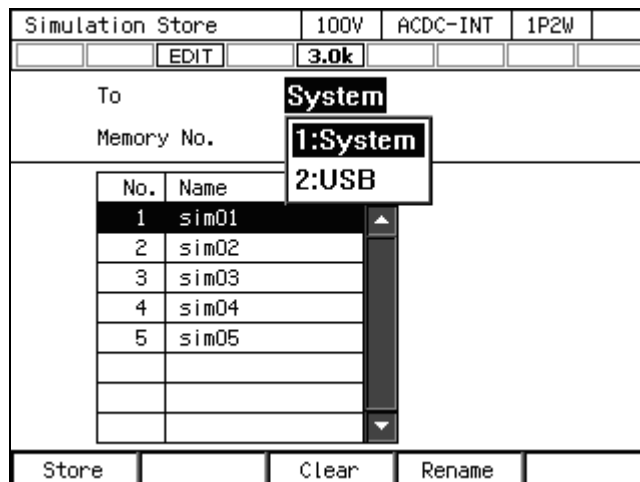 Simulation Store 100V ACDC-INT 1P2W
EDIT 3.0k
To System
Memory No. 1:System
2:USB
No. Name
1 sim01
2 sim02
3 sim03
4 sim04
5 sim05
Store Clear Rename